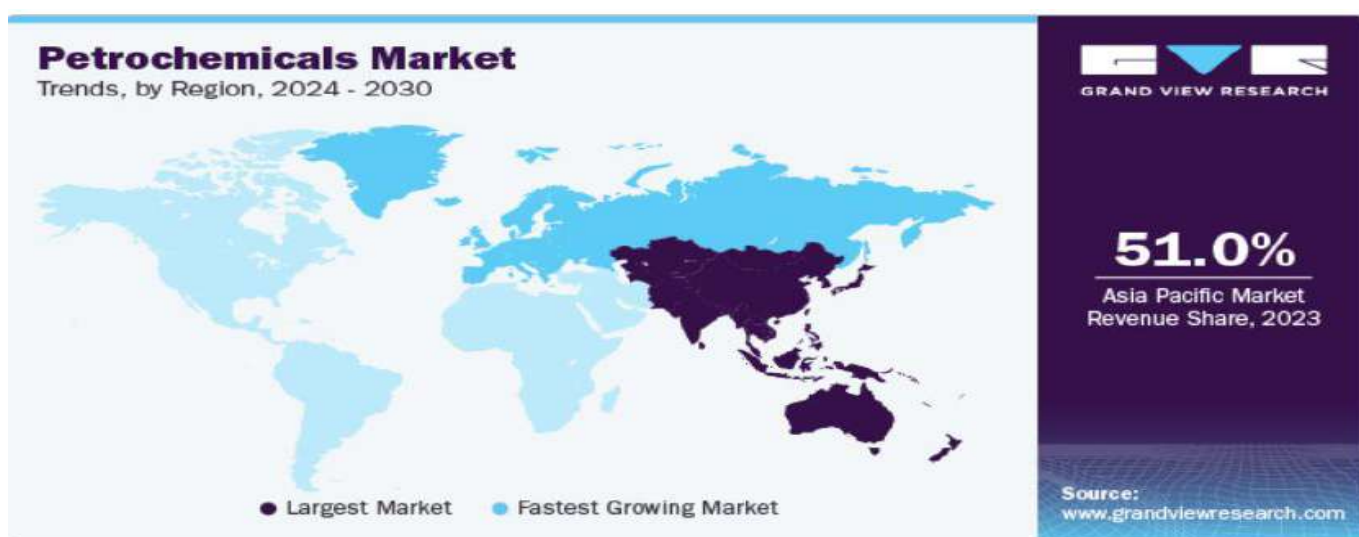 Petrochemicals Market
Trends, by Region, 2024 - 2030
GRAND VIEW RESEARCH
51.0%
Asia Pacific Market
Revenue Share, 2023
Largest Market
Fastest Growing Market
Source:
www.grandviewresearch.com